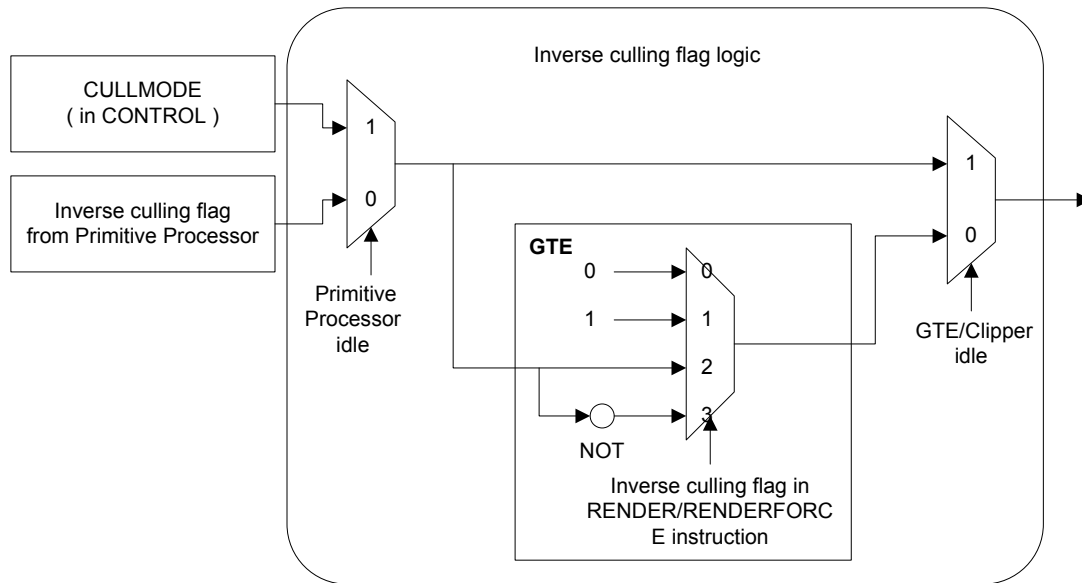 Inverse culling flag logic
CULLMODE
( in CONTROL )
Inverse culling flag
from Primitive Processor
1
0
Primitive
Processor
idle
GTE
0
1
0
1
2
3
NOT
Inverse culling flag in
RENDER/RENDERFORC
E instruction
1
0
GTE/Clipper
idle